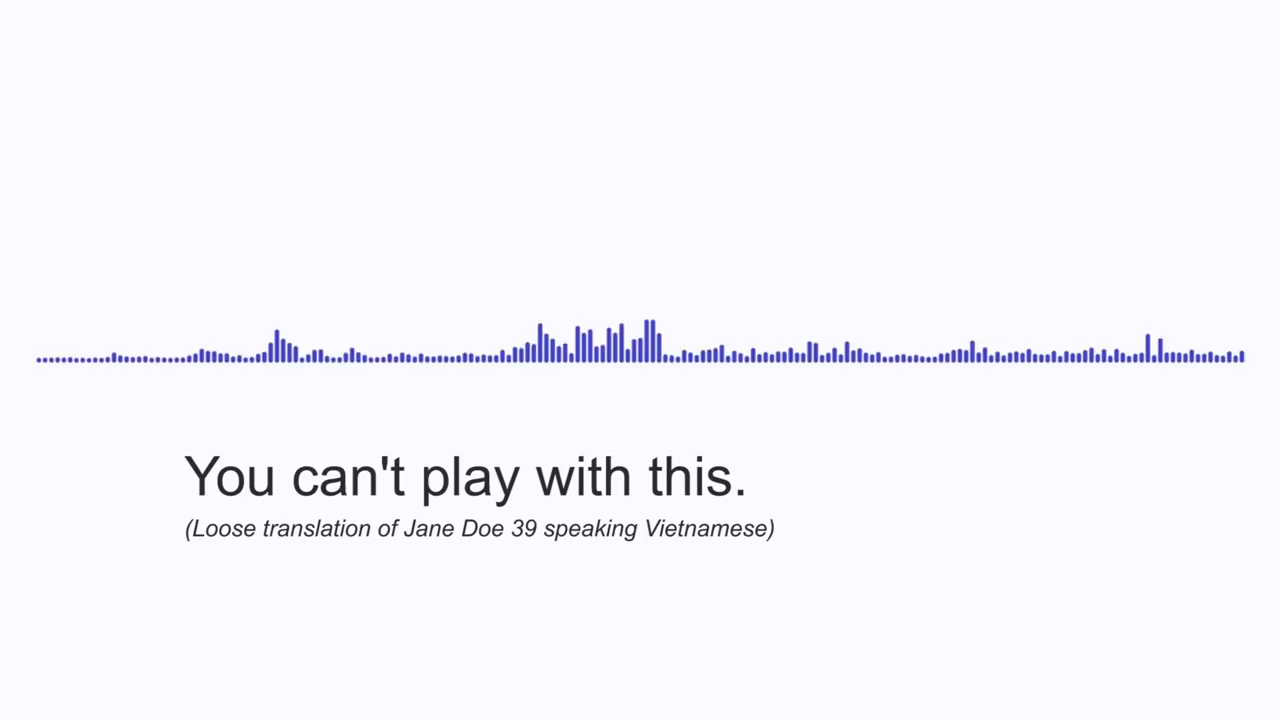 You can't play with this.
(Loose translation of Jane Doe 39 speaking Vietnamese)